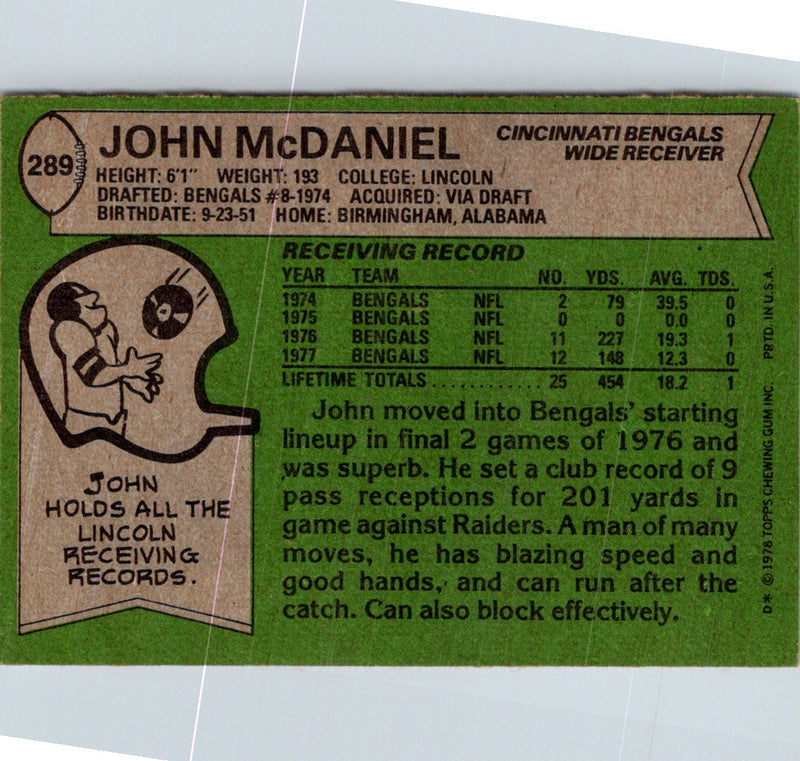 289
JOHN McDANIEL
CINCINNATI BENGALS
WIDE RECEIVER
HEIGHT: 6'1" WEIGHT: 193 COLLEGE: LINCOLN
DRAFTED: BENGALS #8-1974 ACQUIRED: VIA DRAFT
BIRTHDATE: 9-23-51 HOME: BIRMINGHAM, ALABAMA
RECEIVING RECORD
YEAR TEAM NO. YDS. AVG. TDS.
1974 BENGALS NFL 2 79 39.5 0
1975 BENGALS NFL 0 0 0.0 0
1976 BENGALS NFL 11 227 19.3 1
1977 BENGALS NFL 12 148 12.3 0
LIFETIME TOTALS ............ 25 454 18.2 1
John moved into Bengals' starting
lineup in final 2 games of 1976 and
was superb. He set a club record of 9
pass receptions for 201 yards in
game against Raiders. A man of many
moves, he has blazing speed and
good hands, and can run after the
catch. Can also block effectively.
JOHN
HOLDS ALL THE
LINCOLN
RECEIVING
RECORDS.
D* © 1978 TOPPS CHEWING GUM INC. PRTD. IN U.S.A.